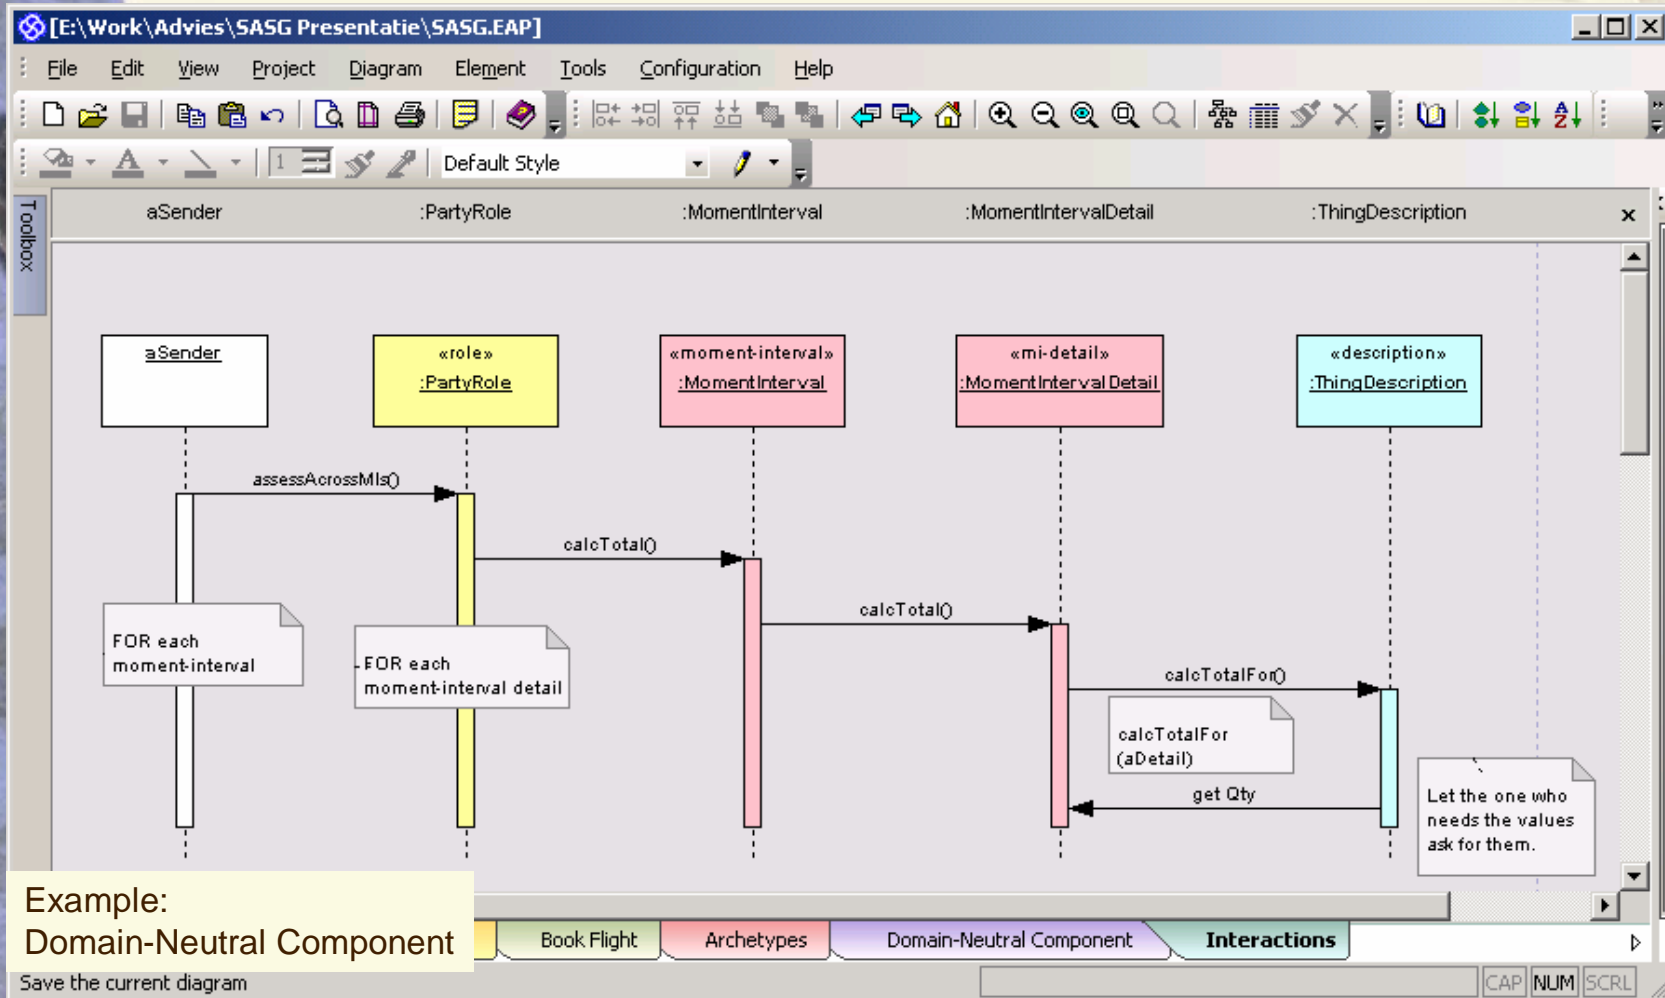 [E:\Work\Advies\SASG Presentatie\SASG.EAP]
File Edit View Project Diagram Element Tools Configuration Help
1 Default Style
Toolbox
aSender :PartyRole :MomentInterval :MomentIntervalDetail :ThingDescription
aSender
«role»
:PartyRole
«moment-interval»
:MomentInterval
«mi-detail»
:MomentIntervalDetail
«description»
:ThingDescription
assessAcrossMIs()
calcTotal()
calcTotal()
FOR each
moment-interval
FOR each
moment-interval detail
calcTotalFor()
calcTotalFor
(aDetail)
get Qty
Let the one who
needs the values
ask for them.
Example:
Domain-Neutral Component
Book Flight Archetypes Domain-Neutral Component Interactions
Save the current diagram
CAP NUM SCRL